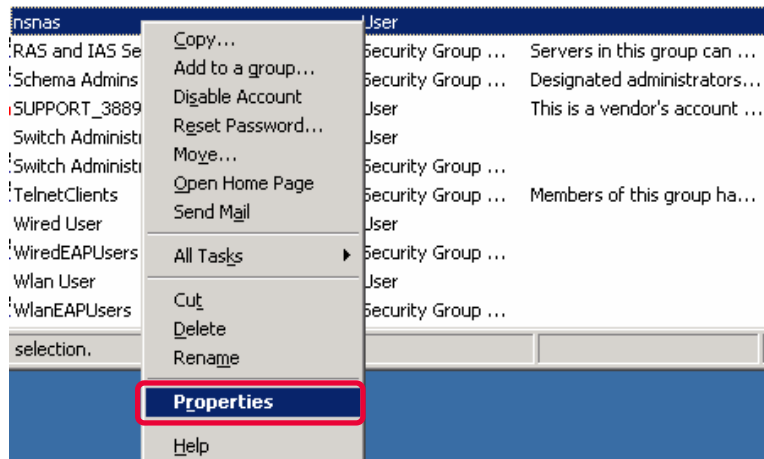 nsnas User
RAS and IAS Se Security Group ... Servers in this group can ...
Schema Admins Security Group ... Designated administrators...
SUPPORT_3889 User This is a vendor's account ...
Switch Administr User
Switch Administr Security Group ...
TelnetClients Security Group ... Members of this group ha...
Wired User User
WiredEAPUsers Security Group ...
Wlan User User
WlanEAPUsers Security Group ...
selection.
Copy...
Add to a group...
Disable Account
Reset Password...
Move...
Open Home Page
Send Mail
All Tasks
Cut
Delete
Rename
Properties
Help